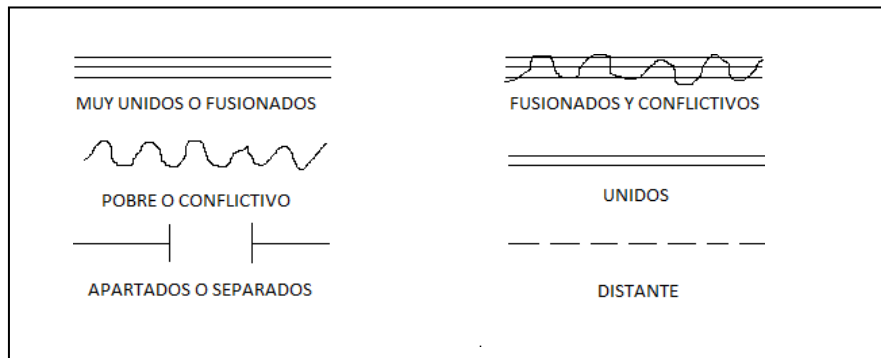 MUY UNIDOS O FUSIONADOS
FUSIONADOS Y CONFLICTIVOS
POBRE O CONFLICTIVO
UNIDOS
APARTADOS O SEPARADOS
DISTANTE